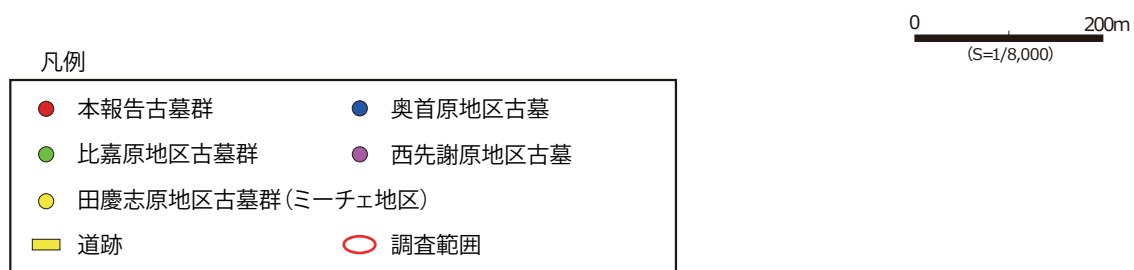 0 200m
(S=1/8,000)
凡例
本報告古墓群 奥首原地区古墓
比嘉原地区古墓群 西先謝原地区古墓
田慶志原地区古墓群(ミーチェ地区)
道跡 調査範囲